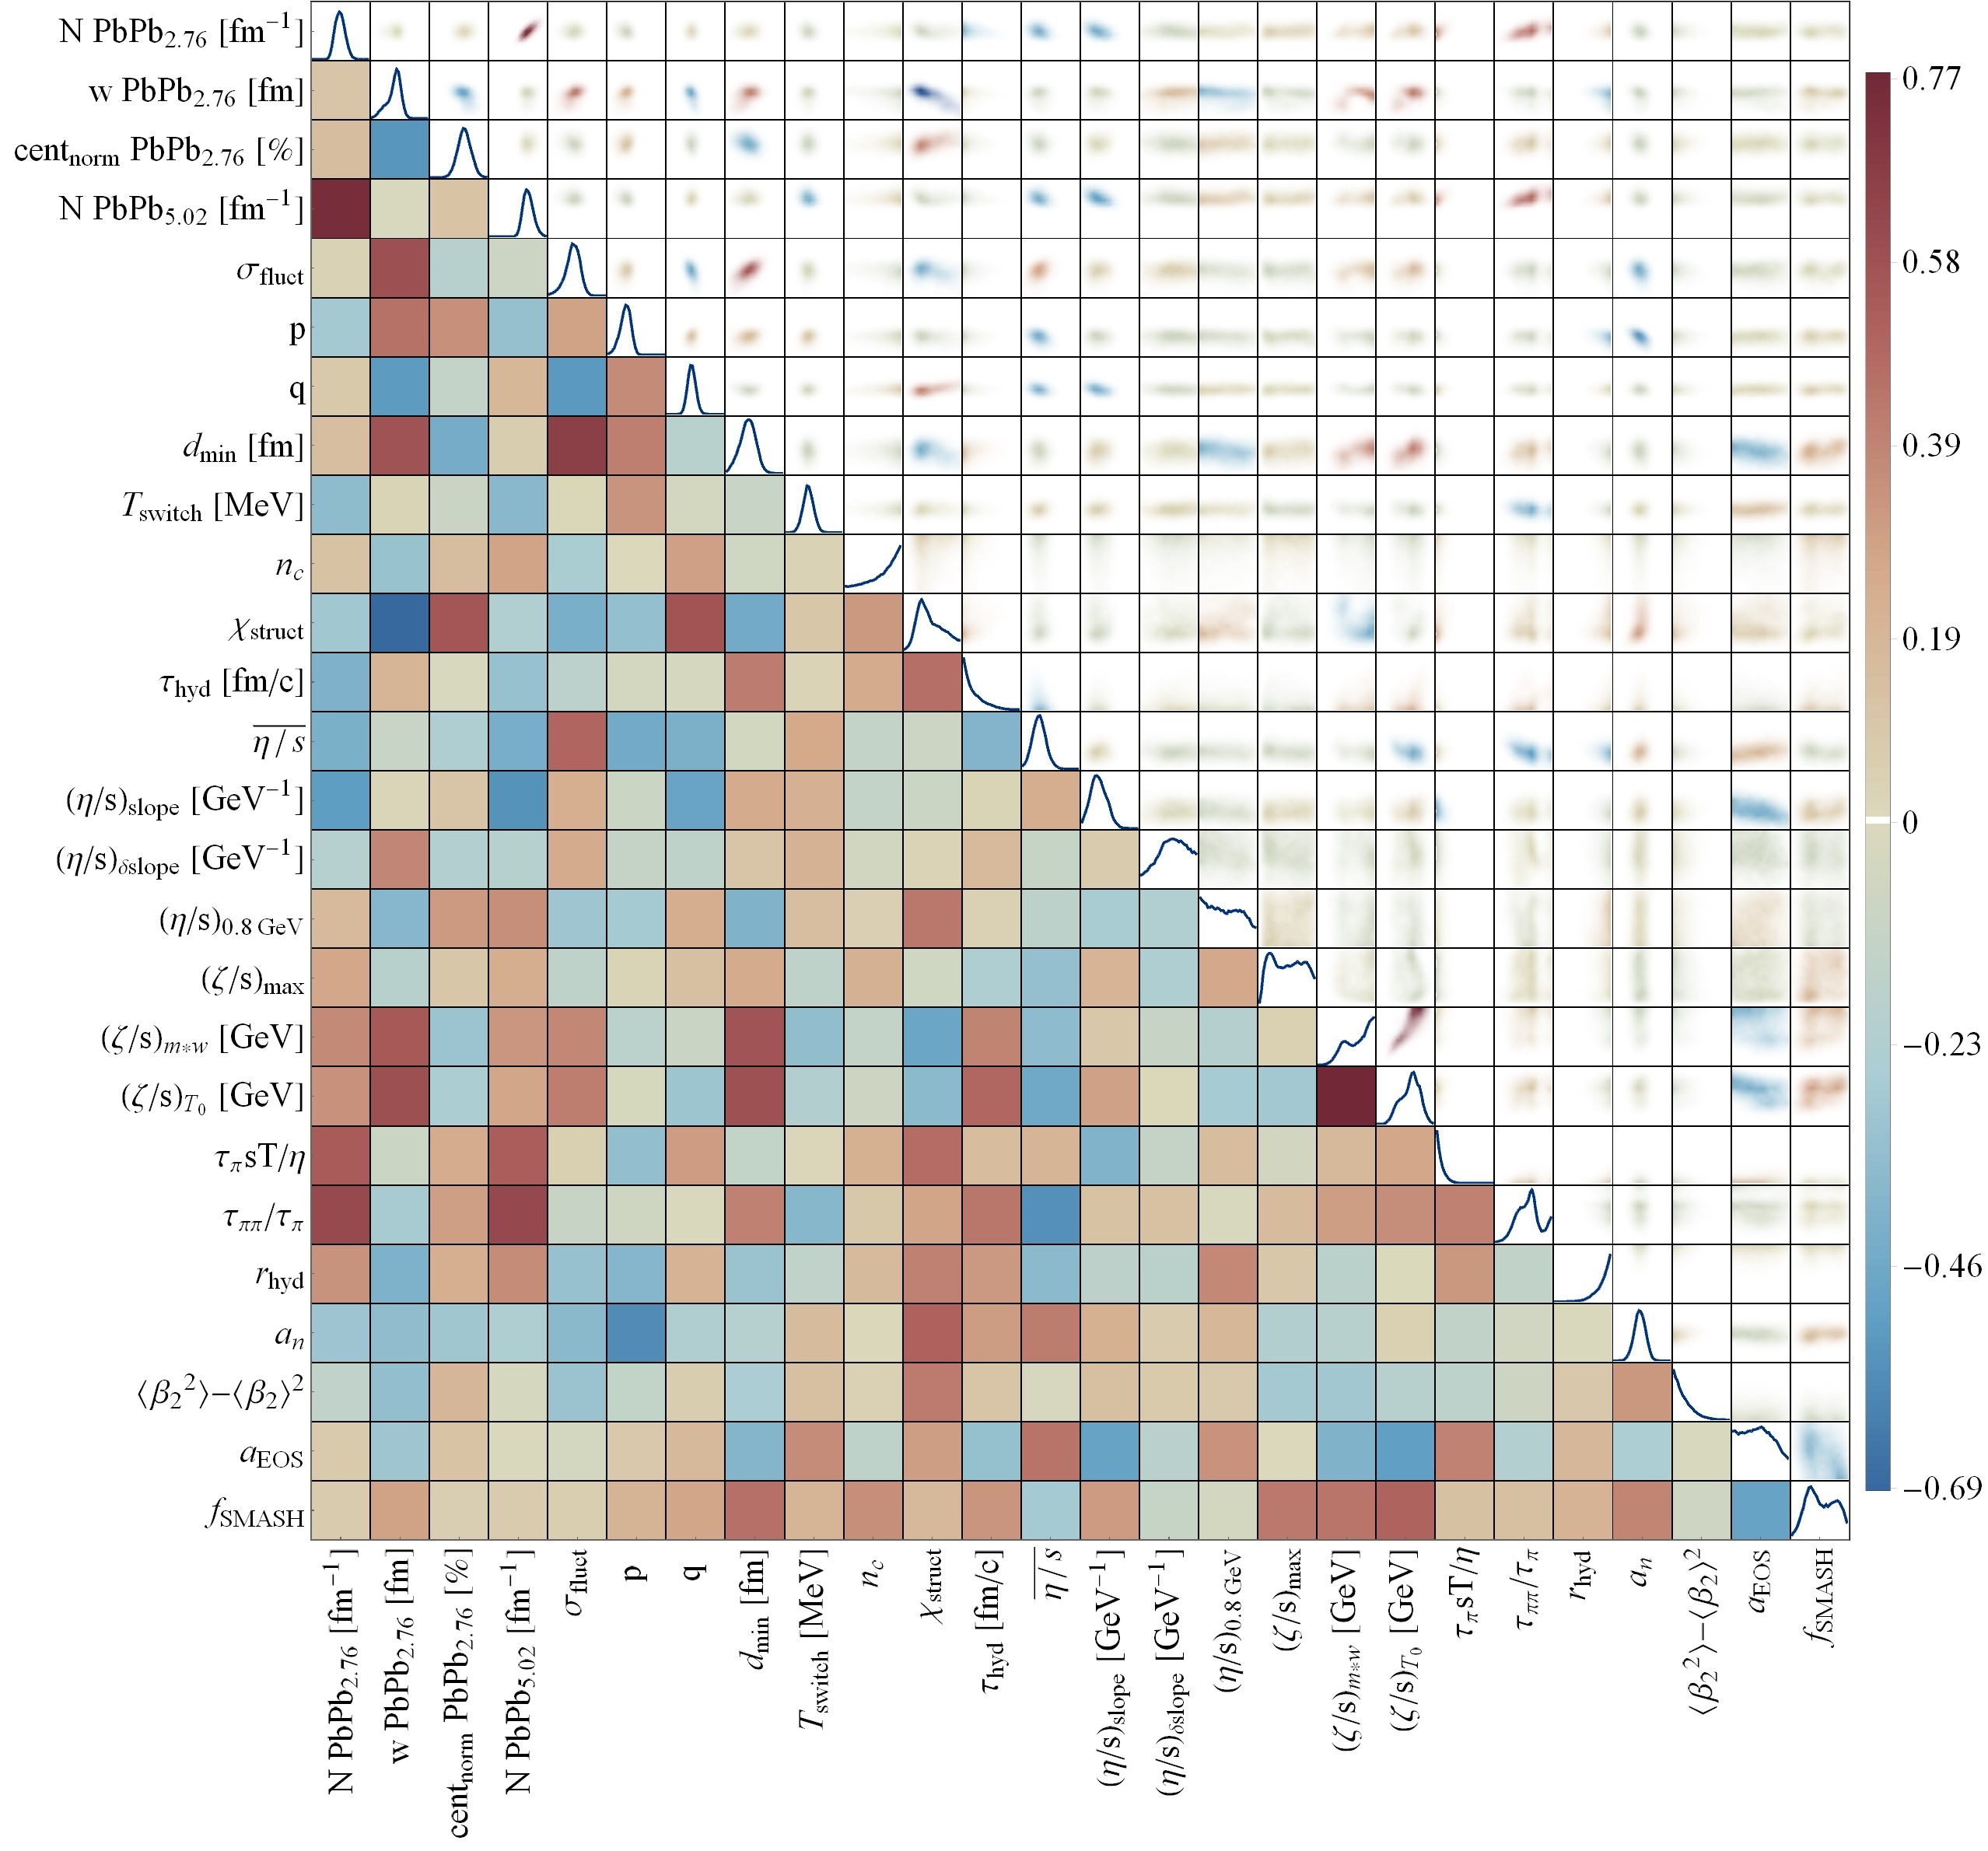 N PbPb2.76 [fm−1]
w PbPb2.76 [fm]
centnorm PbPb2.76 [%]
N PbPb5.02 [fm−1]
σfluct
p
q
dmin [fm]
Tswitch [MeV]
nc
χstruct
τhyd [fm/c]
η/s
(η/s)slope [GeV−1]
(η/s)δslope [GeV−1]
(η/s)0.8 GeV
(ζ/s)max
(ζ/s)m*w [GeV]
(ζ/s)T0 [GeV]
τπsT/η
τππ/τπ
rhyd
an
⟨β2²⟩−⟨β2⟩²
aEOS
fSMASH
N PbPb2.76 [fm−1]
w PbPb2.76 [fm]
centnorm PbPb2.76 [%]
N PbPb5.02 [fm−1]
σfluct
p
q
dmin [fm]
Tswitch [MeV]
nc
χstruct
τhyd [fm/c]
η/s
(η/s)slope [GeV−1]
(η/s)δslope [GeV−1]
(η/s)0.8 GeV
(ζ/s)max
(ζ/s)m*w [GeV]
(ζ/s)T0 [GeV]
τπsT/η
τππ/τπ
rhyd
an
⟨β2²⟩−⟨β2⟩²
aEOS
fSMASH
0.77
0.58
0.39
0.19
0
−0.23
−0.46
−0.69